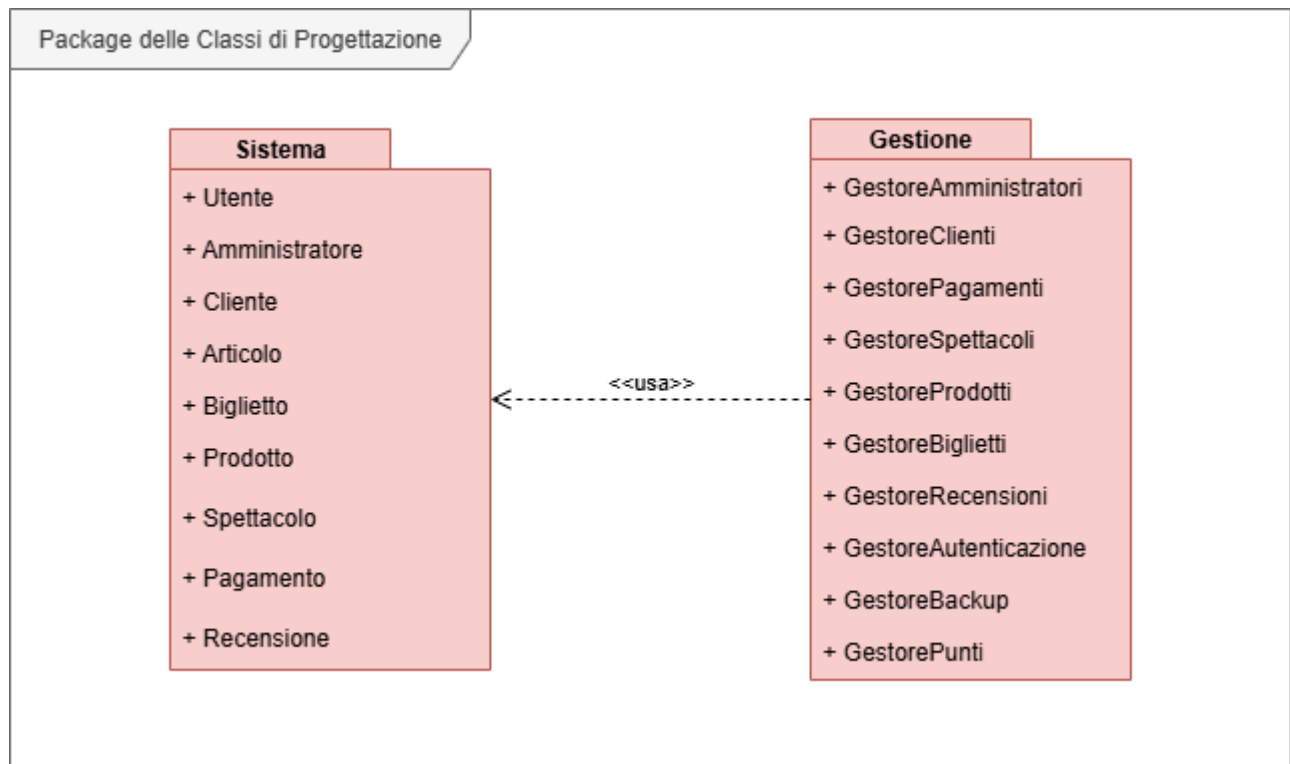 Package delle Classi di Progettazione
Sistema
+ Utente
+ Amministratore
+ Cliente
+ Articolo
+ Biglietto
+ Prodotto
+ Spettacolo
+ Pagamento
+ Recensione
<<usa>>
Gestione
+ GestoreAmministratori
+ GestoreClienti
+ GestorePagamenti
+ GestoreSpettacoli
+ GestoreProdotti
+ GestoreBiglietti
+ GestoreRecensioni
+ GestoreAutenticazione
+ GestoreBackup
+ GestorePunti